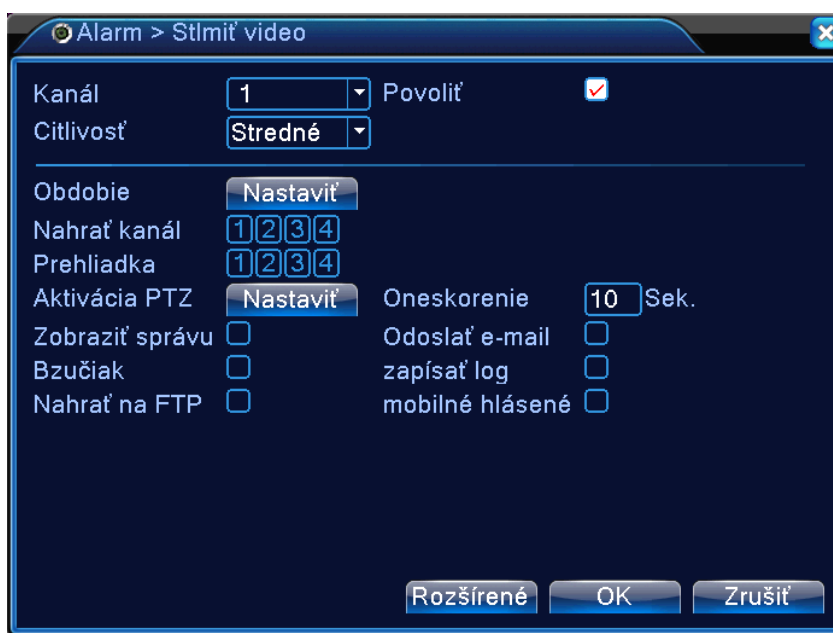 Alarm > Stlmiť video
Kanál 1 Povoliť
Citlivosť Stredné
Obdobie Nastaviť
Nahrať kanál 1 2 3 4
Prehliadka 1 2 3 4
Aktivácia PTZ Nastaviť Oneskorenie 10 Sek.
Zobraziť správu Odoslať e-mail
Bzučiak zapísať log
Nahrať na FTP mobilné hlásené
Rozšírené OK Zrušiť